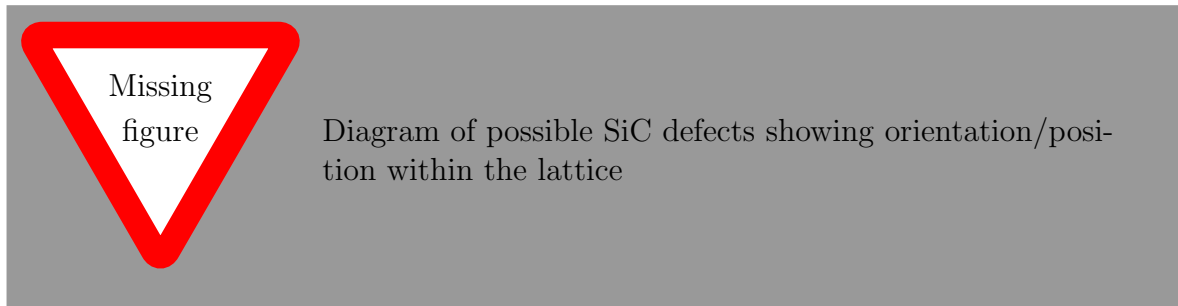 Missing
figure
Diagram of possible SiC defects showing orientation/posi-
tion within the lattice